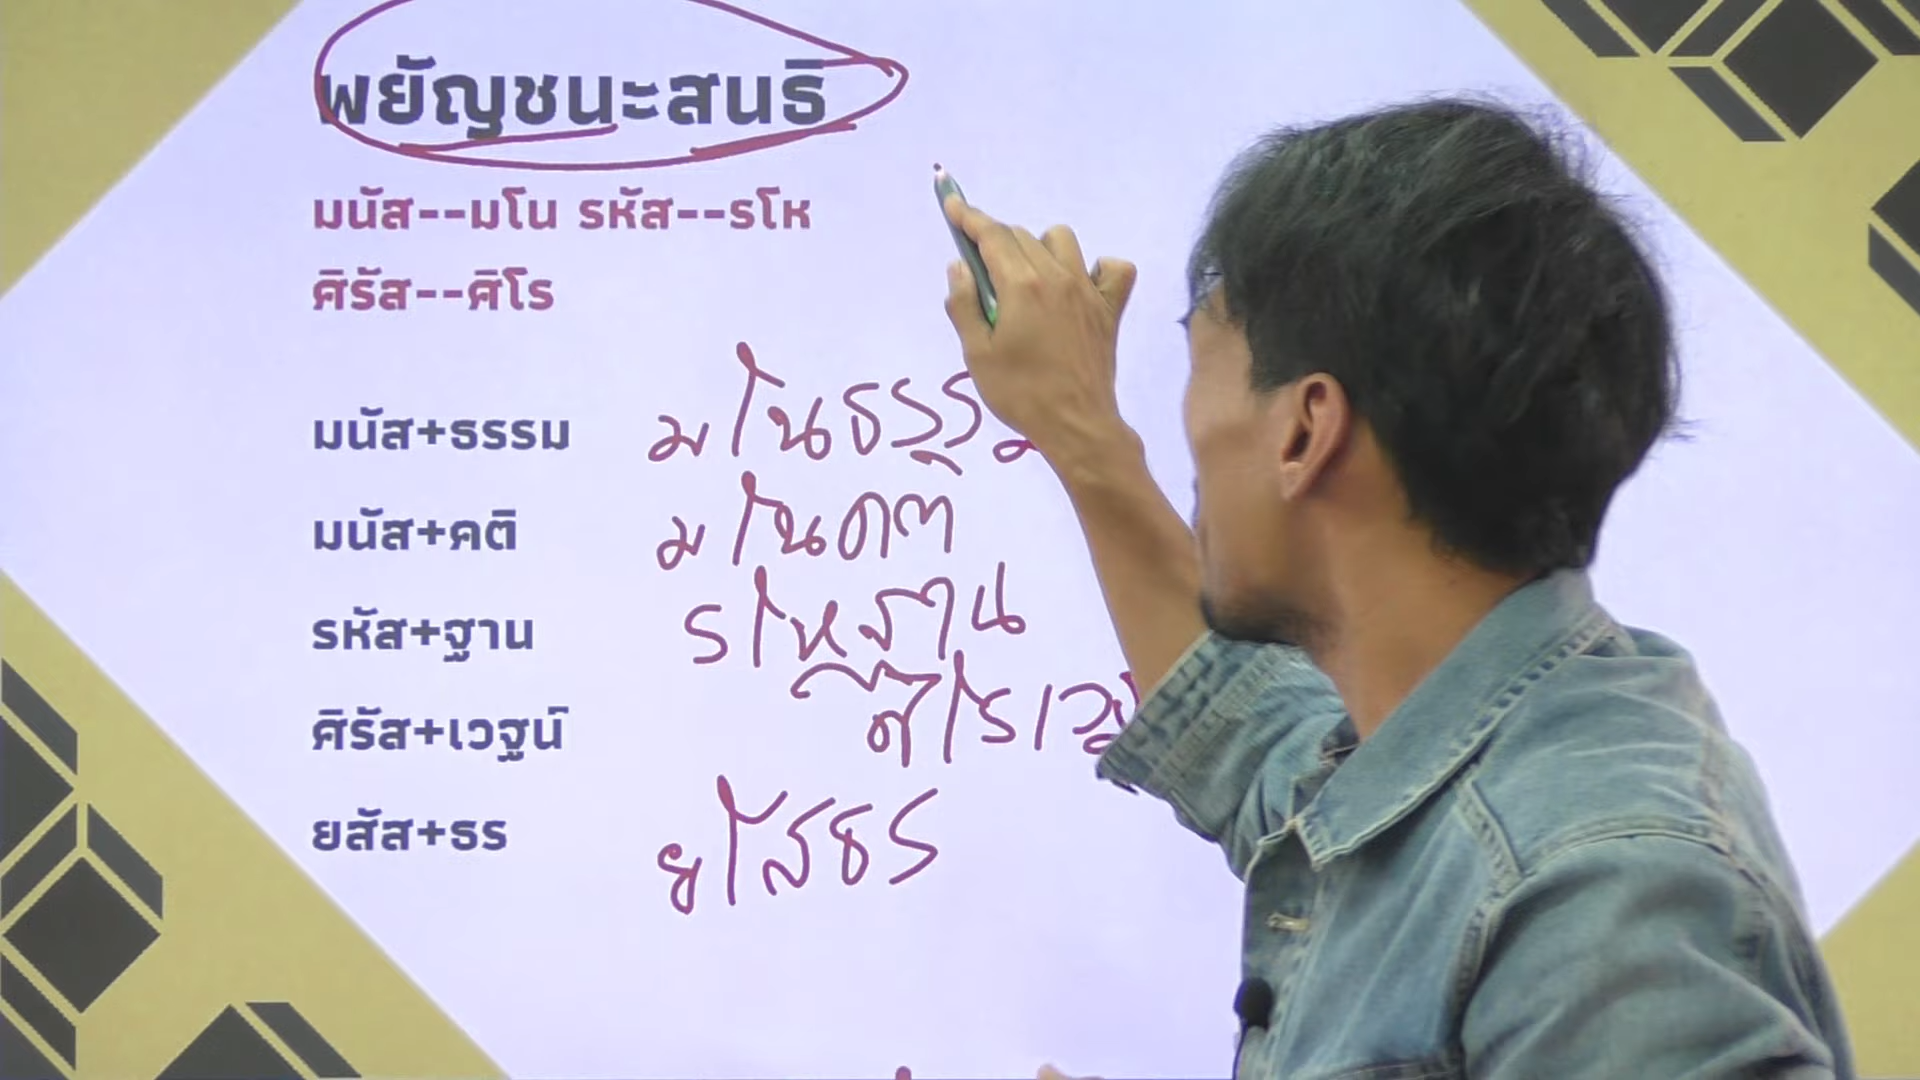 พยัญชนะสนธิ
มนัส--มโน รหัส--รโห
ศิรัส--ศิโร
มนัส+ธรรม มโนธรรม
มนัส+คติ มโนคติ
รหัส+ฐาน รโหฐาน
ศิรัส+เวฐน์ ศิโรเ
ยสัส+ธร ยโสธร